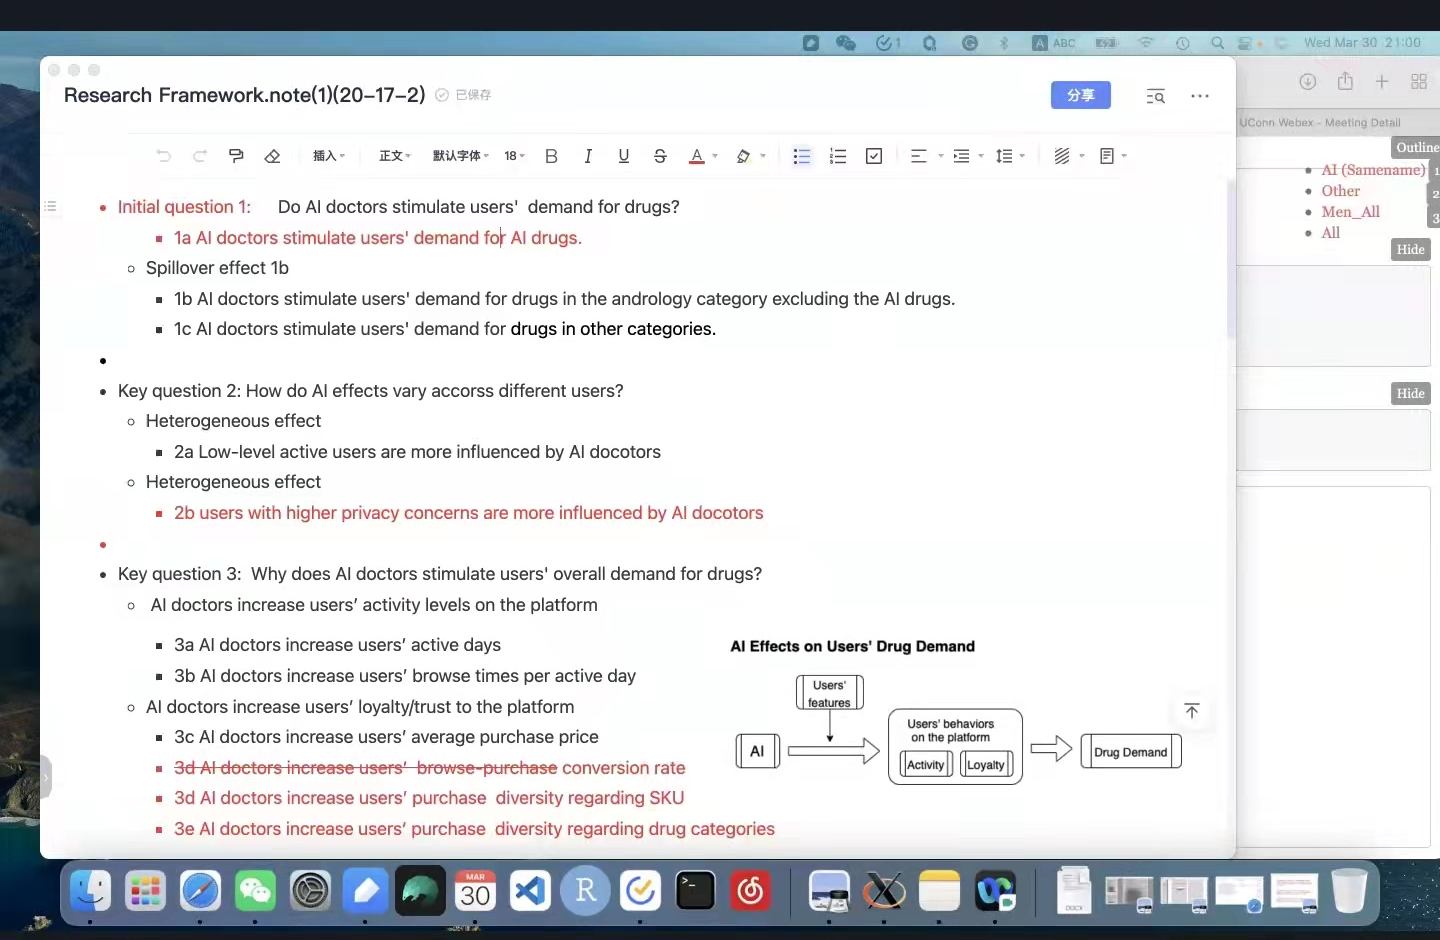 1
ABC
Wed Mar 30 21:00
Research Framework.note(1)(20-17-2)
已保存
分享
UConn Webex - Meeting Detail
插入
正文
默认字体
18
B
I
U
S
A
Outline
AI (Samename)
1
Other
2
Men_All
3
All
Hide
Hide
Initial question 1: Do AI doctors stimulate users' demand for drugs?
1a AI doctors stimulate users' demand for AI drugs.
Spillover effect 1b
1b AI doctors stimulate users' demand for drugs in the andrology category excluding the AI drugs.
1c AI doctors stimulate users' demand for drugs in other categories.
Key question 2: How do AI effects vary accorss different users?
Heterogeneous effect
2a Low-level active users are more influenced by AI docotors
Heterogeneous effect
2b users with higher privacy concerns are more influenced by AI docotors
Key question 3: Why does AI doctors stimulate users' overall demand for drugs?
AI doctors increase users’ activity levels on the platform
3a AI doctors increase users’ active days
3b AI doctors increase users’ browse times per active day
AI doctors increase users’ loyalty/trust to the platform
3c AI doctors increase users’ average purchase price
3d AI doctors increase users’ browse-purchase conversion rate
3d AI doctors increase users’ purchase diversity regarding SKU
3e AI doctors increase users’ purchase diversity regarding drug categories
AI Effects on Users' Drug Demand
Users'
features
AI
Users' behaviors
on the platform
Activity
Loyalty
Drug Demand
MAR
30
R
DOCX